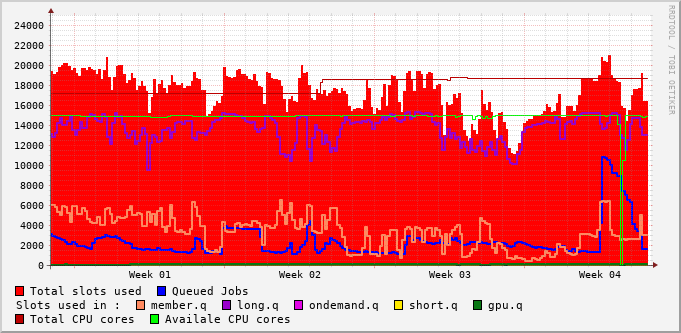 RRDTOOL / TOBI OETIKER
24000
22000
20000
18000
16000
14000
12000
10000
8000
6000
4000
2000
0
Week 01 Week 02 Week 03 Week 04
Total slots used Queued Jobs
Slots used in : member.q long.q ondemand.q short.q gpu.q
Total CPU cores Availale CPU cores